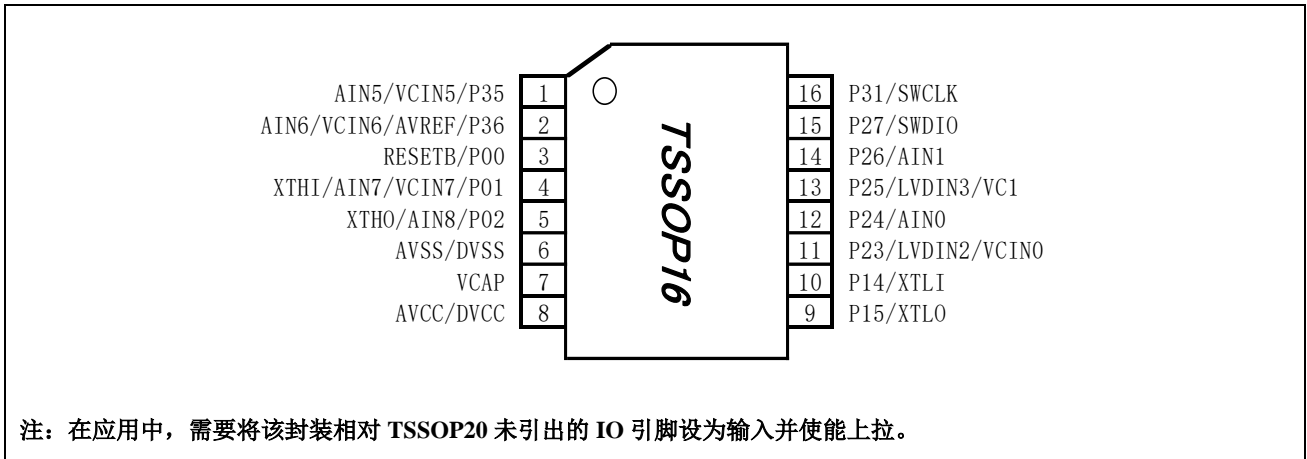 AIN5/VCIN5/P35 1 16 P31/SWCLK
AIN6/VCIN6/AVREF/P36 2 15 P27/SWDIO
RESETB/P00 3 14 P26/AIN1
XTHI/AIN7/VCIN7/P01 4 13 P25/LVDIN3/VC1
XTHO/AIN8/P02 5 12 P24/AIN0
AVSS/DVSS 6 11 P23/LVDIN2/VCIN0
VCAP 7 10 P14/XTLI
AVCC/DVCC 8 9 P15/XTLO
TSSOP16
注：在应用中，需要将该封装相对 TSSOP20 未引出的 IO 引脚设为输入并使能上拉。